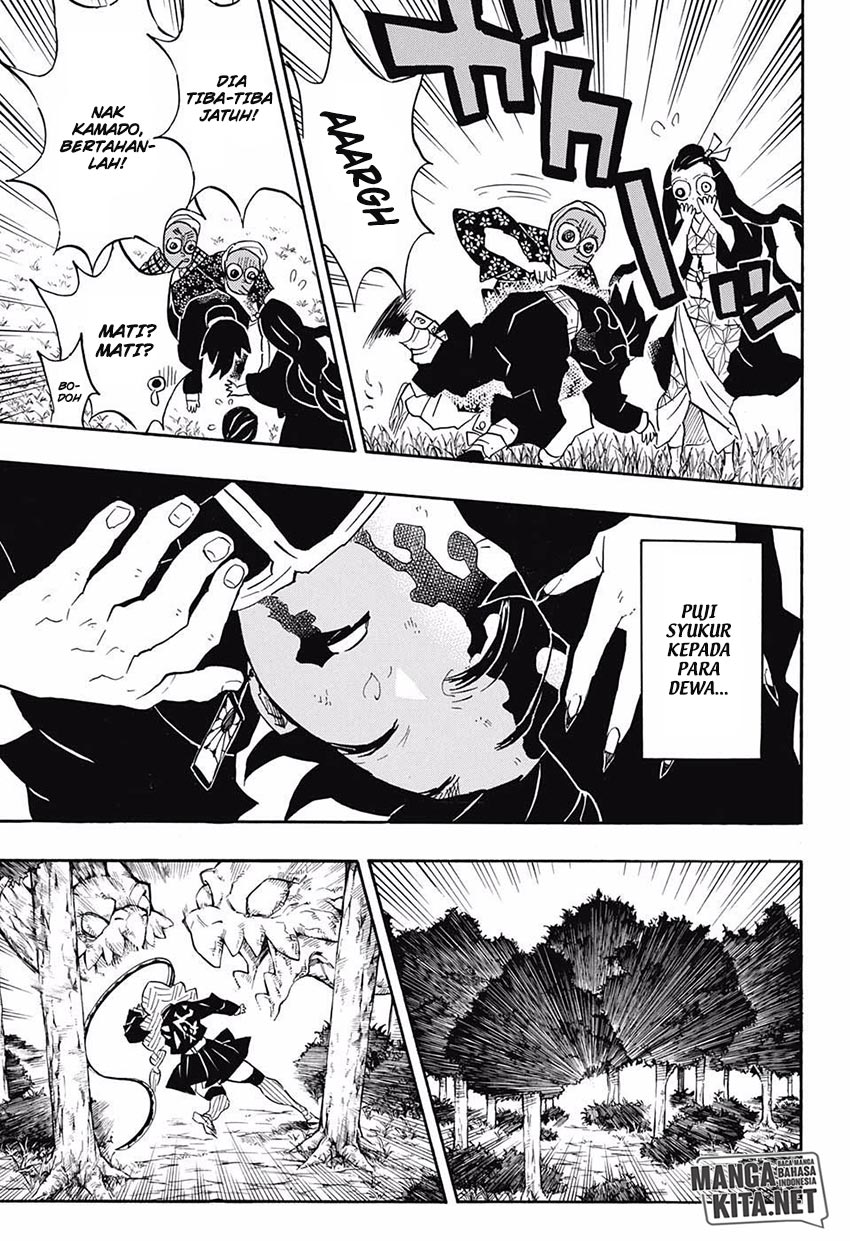 AAARGH
DIA
TIBA-TIBA
JATUH!
NAK
KAMADO,
BERTAHAN-
LAH!
MATI?
MATI?
BO-
DOH
PUJI
SYUKUR
KEPADA
PARA
DEWA...
MANGA
KITA.NET
BACA MANGA
BAHASA
INDONESIA